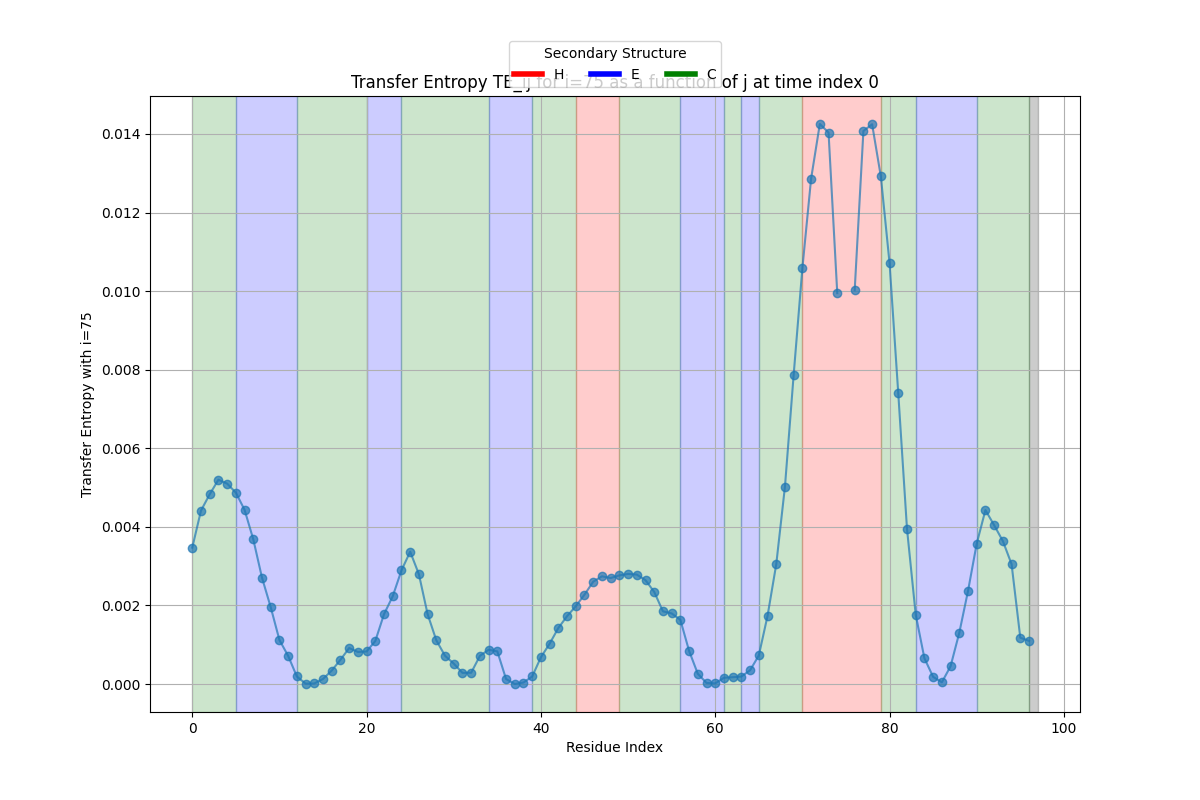 Secondary Structure
H E C
Transfer Entropy TE_ij for i=75 as a function of j at time index 0
Transfer Entropy with i=75
0.014
0.012
0.010
0.008
0.006
0.004
0.002
0.000
0 20 40 60 80 100
Residue Index